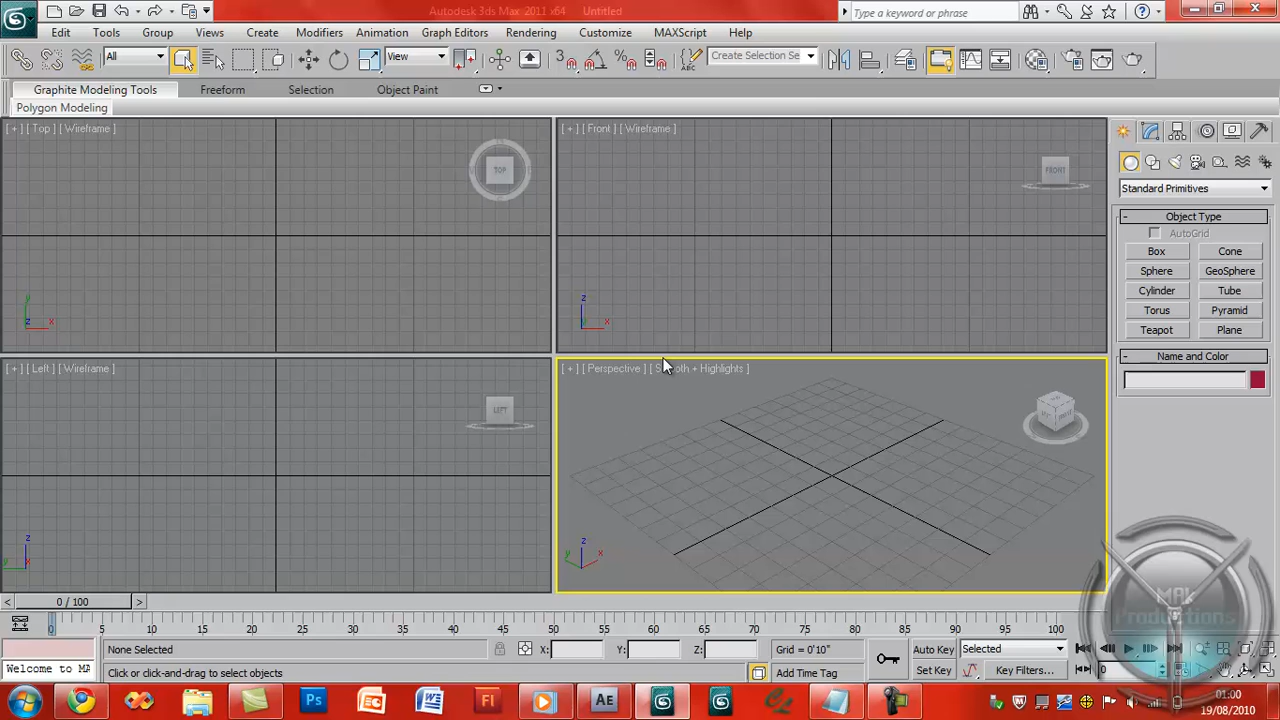 Autodesk 3ds Max 2011 x64 Untitled
Type a keyword or phrase
Edit Tools Group Views Create Modifiers Animation Graph Editors Rendering Customize MAXScript Help
All View Create Selection Se
Graphite Modeling Tools Freeform Selection Object Paint
Polygon Modeling
[ + ] [ Top ] [ Wireframe ]
TOP
[ + ] [ Front ] [ Wireframe ]
FRONT
Standard Primitives
- Object Type
AutoGrid
Box Cone
Sphere GeoSphere
Cylinder Tube
Torus Pyramid
Teapot Plane
- Name and Color
y
z x
z
x
[ + ] [ Left ] [ Wireframe ]
LEFT
[ + ] [ Perspective ] [ Smooth + Highlights ]
z
y x
z
y x
MAK
Productions
< 0 / 100 >
0 5 10 15 20 25 30 35 40 45 50 55 60 65 70 75 80 85 90 95 100
None Selected X: Y: Z: Grid = 0'10" Auto Key Selected
Welcome to MA Click or click-and-drag to select objects Add Time Tag Set Key Key Filters... 0
Ps Fl AE
01:00
19/08/2010